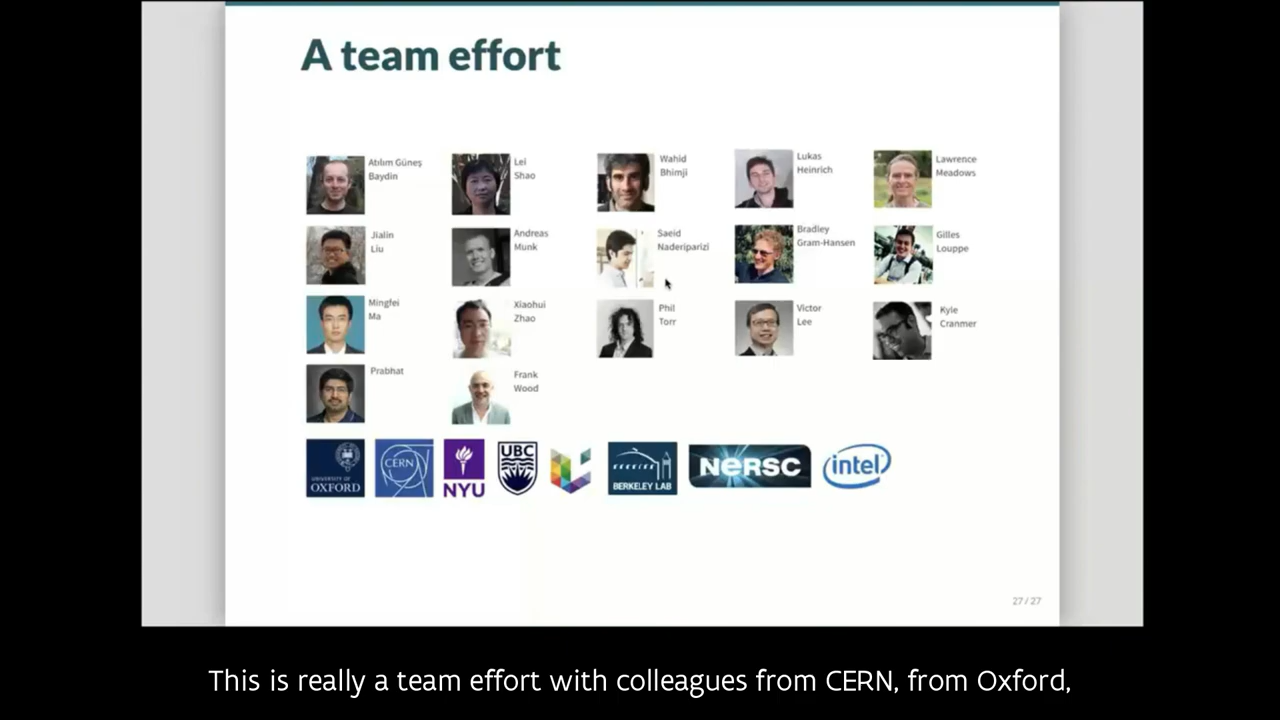 A team effort
Atılım Güneş
Baydin
Lei
Shao
Wahid
Bhimji
Lukas
Heinrich
Lawrence
Meadows
Jialin
Liu
Andreas
Munk
Saeid
Naderiparizi
Bradley
Gram-Hansen
Gilles
Louppe
Mingfei
Ma
Xiaohui
Zhao
Phil
Torr
Victor
Lee
Kyle
Cranmer
Prabhat
Frank
Wood
UNIVERSITY OF
OXFORD
CERN
NYU
UBC
BERKELEY LAB
NERSC
intel
27 / 27
This is really a team effort with colleagues from CERN, from Oxford,